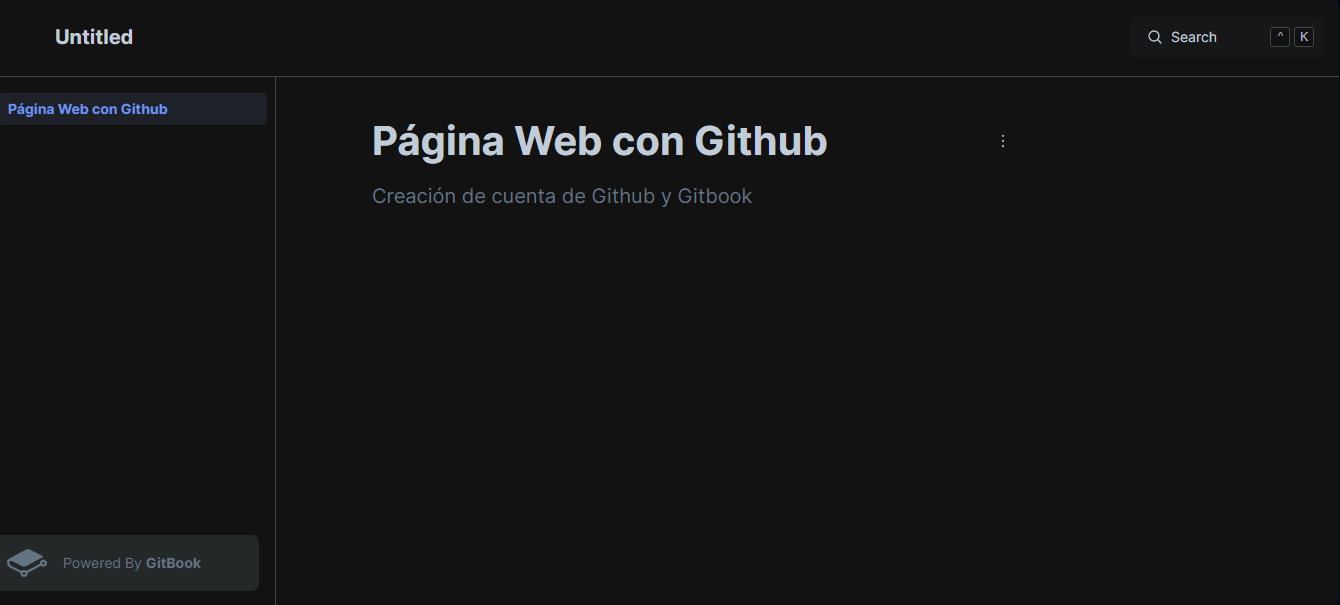 Untitled
Search ^ K
Página Web con Github
Página Web con Github
Creación de cuenta de Github y Gitbook
Powered By GitBook